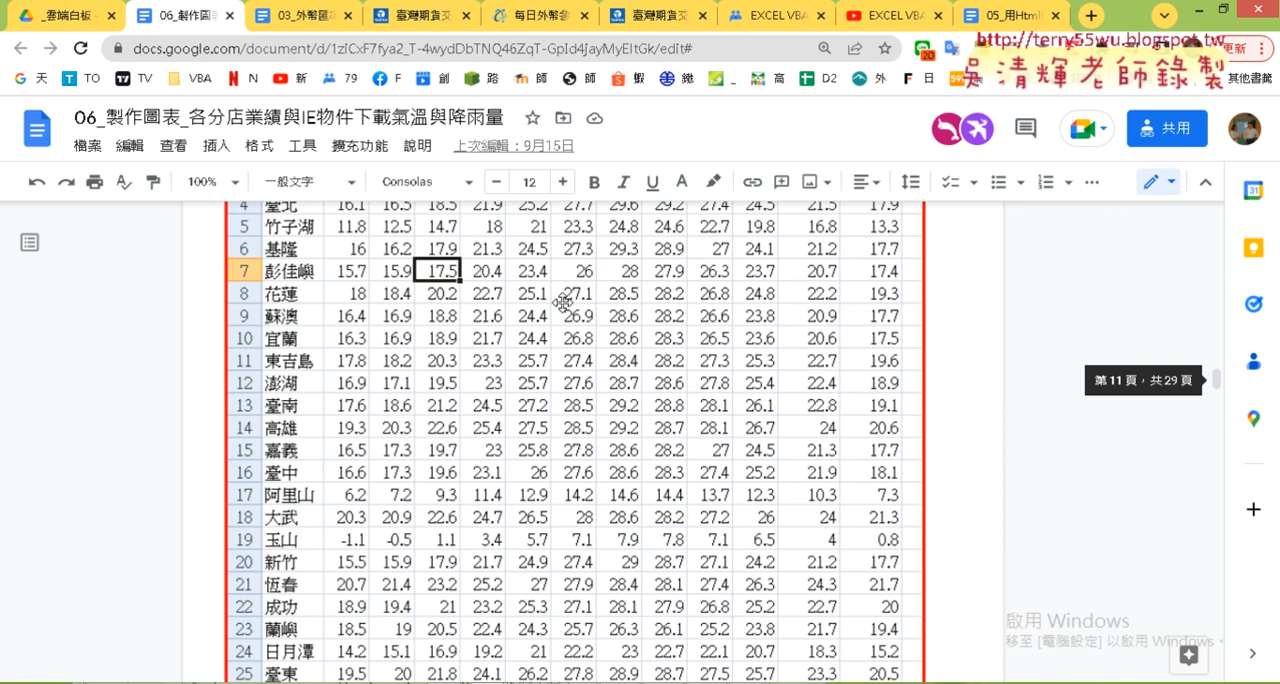 _雲端白板 -
06_製作圖表
03_外幣匯
臺灣期貨交
每日外幣參
臺灣期貨交
EXCEL VBA
EXCEL VBA
05_用Html
docs.google.com/document/d/1ziCxF7fya2_T-4wydDbTNQ46ZqT-GpId4JayMyEltGk/edit#
20
更新
http://terry55wu.blogspot.tw
吳清輝老師錄製
天 TO TV VBA N 新 79 F 創 路 師 師 蝦 高 D2 外 日 其他書籤
06_製作圖表_各分店業績與IE物件下載氣溫與降雨量
共用
檔案 編輯 查看 插入 格式 工具 擴充功能 說明 上次編輯：9月15日
100% 一般文字 Consolas 12 B I U A
4 臺北 16.1 16.5 18.5 21.9 25.2 27.7 29.6 29.2 27.4 24.5 21.5 17.9
5 竹子湖 11.8 12.5 14.7 18 21 23.3 24.8 24.6 22.7 19.8 16.8 13.3
6 基隆 16 16.2 17.9 21.3 24.5 27.3 29.3 28.9 27 24.1 21.2 17.7
7 彭佳嶼 15.7 15.9 17.5 20.4 23.4 26 28 27.9 26.3 23.7 20.7 17.4
8 花蓮 18 18.4 20.2 22.7 25.1 27.1 28.5 28.2 26.8 24.8 22.2 19.3
9 蘇澳 16.4 16.9 18.8 21.6 24.4 26.9 28.6 28.2 26.6 23.8 20.9 17.7
10 宜蘭 16.3 16.9 18.9 21.7 24.4 26.8 28.6 28.3 26.5 23.6 20.6 17.5
11 東吉島 17.8 18.2 20.3 23.3 25.7 27.4 28.4 28.2 27.3 25.3 22.7 19.6
12 澎湖 16.9 17.1 19.5 23 25.7 27.6 28.7 28.6 27.8 25.4 22.4 18.9
第 11 頁，共 29 頁
13 臺南 17.6 18.6 21.2 24.5 27.2 28.5 29.2 28.8 28.1 26.1 22.8 19.1
14 高雄 19.3 20.3 22.6 25.4 27.5 28.5 29.2 28.7 28.1 26.7 24 20.6
15 嘉義 16.5 17.3 19.7 23 25.8 27.8 28.6 28.2 27 24.5 21.3 17.7
16 臺中 16.6 17.3 19.6 23.1 26 27.6 28.6 28.3 27.4 25.2 21.9 18.1
17 阿里山 6.2 7.2 9.3 11.4 12.9 14.2 14.6 14.4 13.7 12.3 10.3 7.3
18 大武 20.3 20.9 22.6 24.7 26.5 28 28.6 28.2 27.2 26 24 21.3
19 玉山 -1.1 -0.5 1.1 3.4 5.7 7.1 7.9 7.8 7.1 6.5 4 0.8
20 新竹 15.5 15.9 17.9 21.7 24.9 27.4 29 28.7 27.1 24.2 21.2 17.7
21 恆春 20.7 21.4 23.2 25.2 27 27.9 28.4 28.1 27.4 26.3 24.3 21.7
22 成功 18.9 19.4 21 23.2 25.3 27.1 28.1 27.9 26.8 25.2 22.7 20
23 蘭嶼 18.5 19 20.5 22.4 24.3 25.7 26.3 26.1 25.2 23.8 21.7 19.4
24 日月潭 14.2 15.1 16.9 19.2 21 22.2 23 22.7 22.1 20.7 18.3 15.2
25 臺東 19.5 20 21.8 24.1 26.2 27.8 28.9 28.7 27.5 25.7 23.3 20.5
啟用 Windows
移至 [電腦設定] 以啟用 Windows。